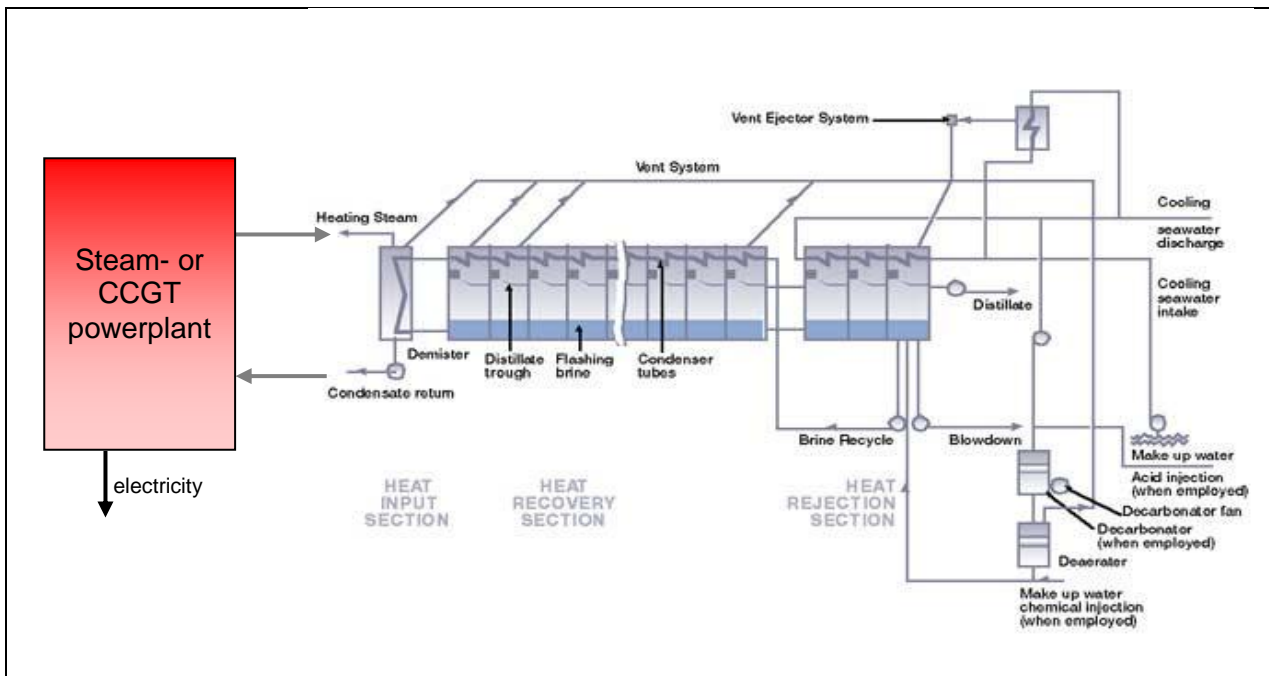 Vent Ejector System
Vent System
Steam- or
CCGT
powerplant
Heating Steam
Cooling
seawater
discharge
Cooling
seawater
intake
Distillate
Demister
Distillate
trough
Flashing
brine
Condenser
tubes
Condensate return
Brine Recycle
Blowdown
Make up water
Acid injection
(when employed)
Decarbonator fan
Decarbonator
(when employed)
Deaerater
Make up water
chemical injection
(when employed)
electricity
HEAT
INPUT
SECTION
HEAT
RECOVERY
SECTION
HEAT
REJECTION
SECTION